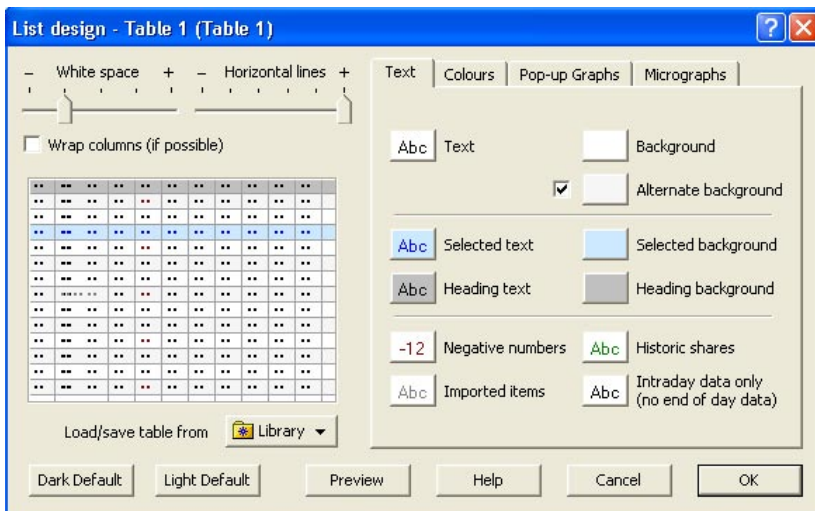 List design - Table 1 (Table 1)
– White space + – Horizontal lines +
Wrap columns (if possible)
Load/save table from Library
Text Colours Pop-up Graphs Micrographs
Abc Text Background
Alternate background
Abc Selected text Selected background
Abc Heading text Heading background
-12 Negative numbers Abc Historic shares
Abc Imported items Abc Intraday data only
(no end of day data)
Dark Default Light Default Preview Help Cancel OK